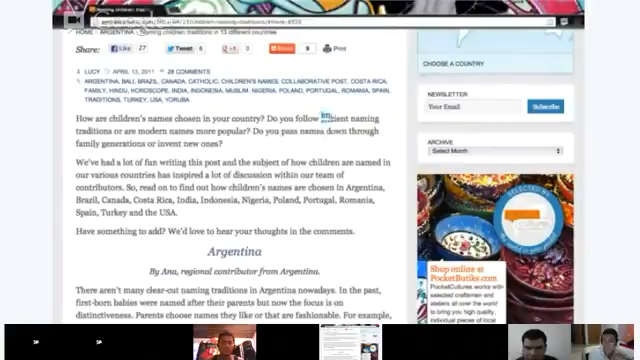 HOME · ARGENTINA · Naming children: traditions in 13 different countries
Share:
Like
27
Tweet
6
+1
0
Share
9
Print
LUCY
APRIL 13, 2011
28 COMMENTS
ARGENTINA, BALI, BRAZIL, CANADA, CATHOLIC, CHILDREN'S NAMES, COLLABORATIVE POST, COSTA RICA,
FAMILY, HINDU, HOROSCOPE, INDIA, INDONESIA, MUSLIM, NIGERIA, POLAND, PORTUGAL, ROMANIA, SPAIN,
TRADITIONS, TURKEY, USA, YORUBA
How are children's names chosen in your country? Do you follow ancient naming
traditions or are modern names more popular? Do you pass names down through
family generations or invent new ones?
We've had a lot of fun writing this post and the subject of how children are named in
our various countries has inspired a lot of discussion within our team of
contributors. So, read on to find out how children's names are chosen in Argentina,
Brazil, Canada, Costa Rica, India, Indonesia, Nigeria, Poland, Portugal, Romania,
Spain, Turkey and the USA.
Have something to add? We'd love to hear your thoughts in the comments.
Argentina
By Ana, regional contributor from Argentina.
There aren't many clear-cut naming traditions in Argentina nowadays. In the past,
first-born babies were named after their parents but now the focus is on
distinctiveness. Parents choose names they like or that are fashionable. For example,
CHOOSE A COUNTRY
NEWSLETTER
Your Email
Subscribe
ARCHIVE
Select Month
SELECTED BY
Shop online at
PocketButiks.com
PocketCultures works with
selected craftsmen and
ateliers all over the world
to bring you high quality,
individual pieces of